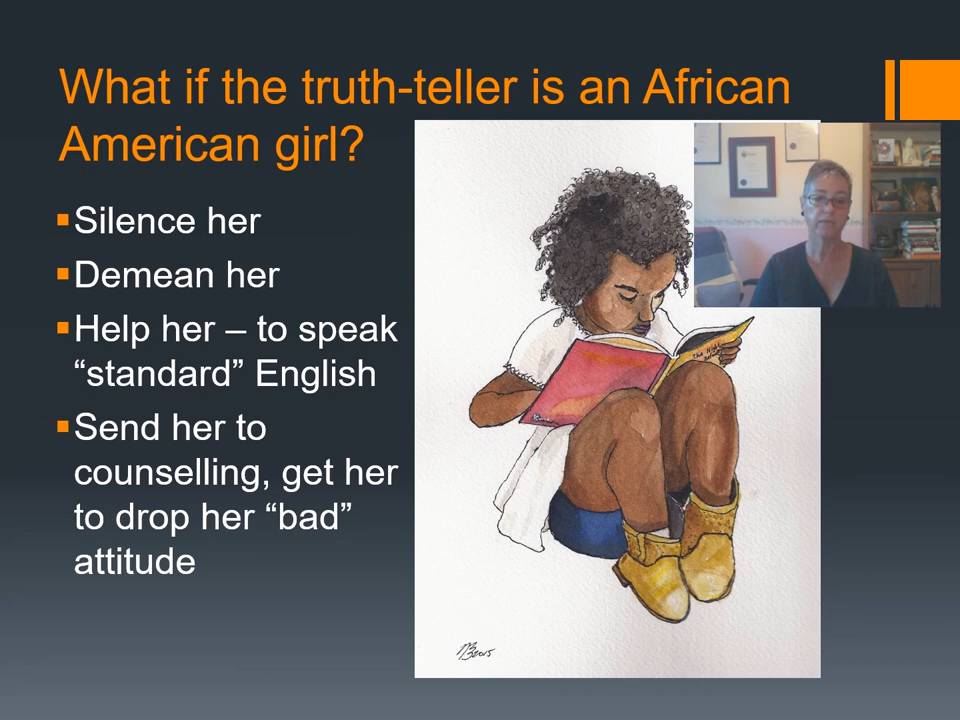 What if the truth-teller is an African
American girl?
Silence her
Demean her
Help her – to speak
“standard” English
Send her to
counselling, get her
to drop her “bad”
attitude